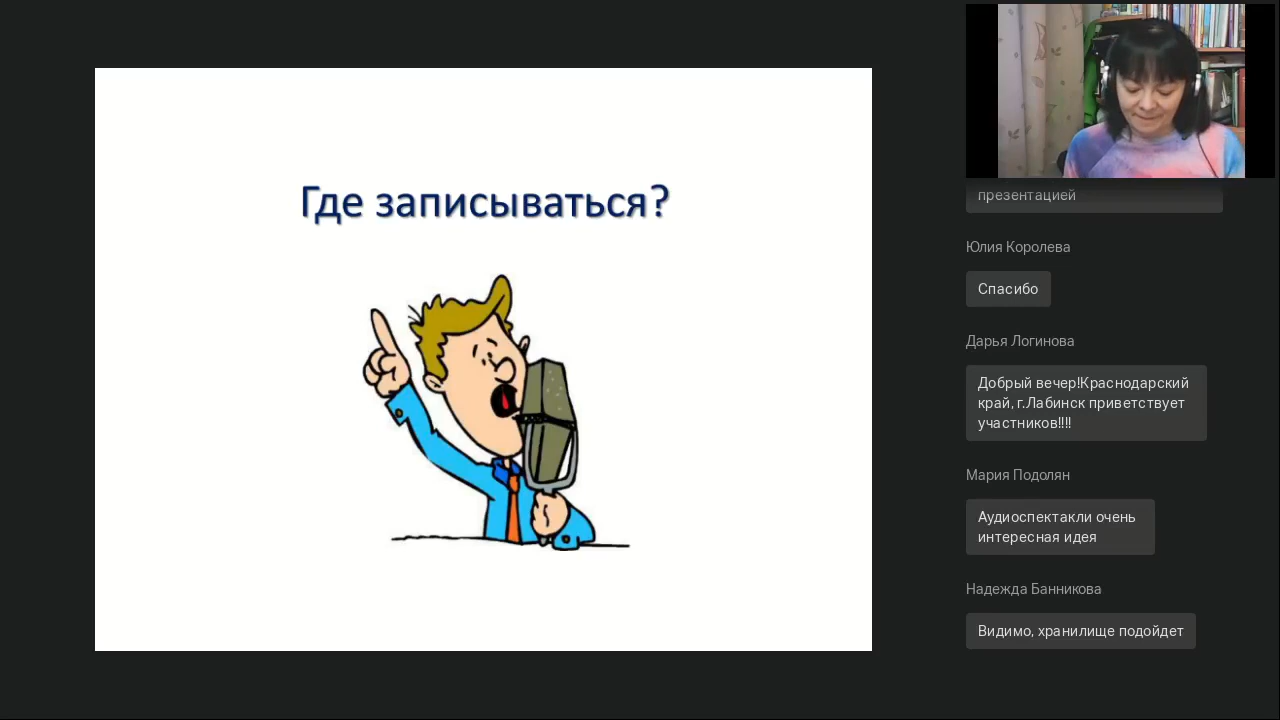 Где записываться?
презентацией
Юлия Королева
Спасибо
Дарья Логинова
Добрый вечер!Краснодарский
край, г.Лабинск приветствует
участников!!!!
Мария Подолян
Аудиоспектакли очень
интересная идея
Надежда Банникова
Видимо, хранилище подойдет